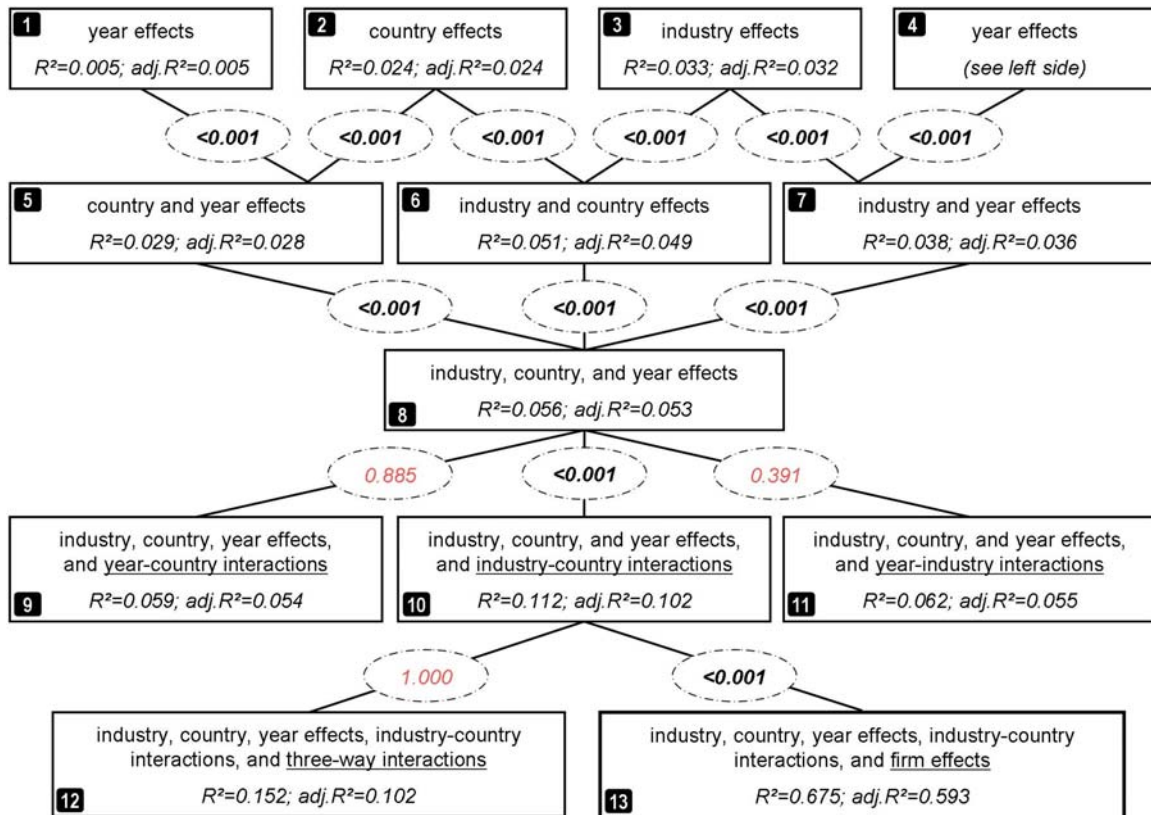 1
year effects
R²=0.005; adj.R²=0.005
2
country effects
R²=0.024; adj.R²=0.024
3
industry effects
R²=0.033; adj.R²=0.032
4
year effects
(see left side)
<0.001
<0.001
<0.001
<0.001
<0.001
<0.001
5
country and year effects
R²=0.029; adj.R²=0.028
6
industry and country effects
R²=0.051; adj.R²=0.049
7
industry and year effects
R²=0.038; adj.R²=0.036
<0.001
<0.001
<0.001
industry, country, and year effects
R²=0.056; adj.R²=0.053
8
0.885
<0.001
0.391
industry, country, year effects,
and year-country interactions
R²=0.059; adj.R²=0.054
9
industry, country, and year effects,
and industry-country interactions
R²=0.112; adj.R²=0.102
10
industry, country, and year effects,
and year-industry interactions
R²=0.062; adj.R²=0.055
11
1.000
<0.001
industry, country, year effects, industry-country
interactions, and three-way interactions
R²=0.152; adj.R²=0.102
12
industry, country, year effects, industry-country
interactions, and firm effects
R²=0.675; adj.R²=0.593
13